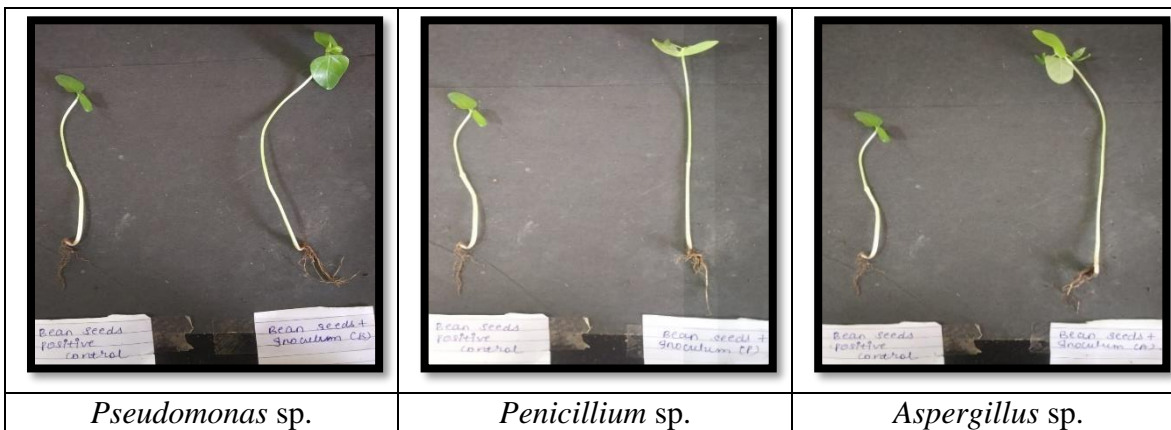 Bean seeds
positive
control
Bean seeds +
Inoculum (B)
Bean seeds
positive
control
Bean seeds +
Inoculum (P)
Bean seeds
positive
control
Bean seeds +
Inoculum (A)
Pseudomonas sp.
Penicillium sp.
Aspergillus sp.